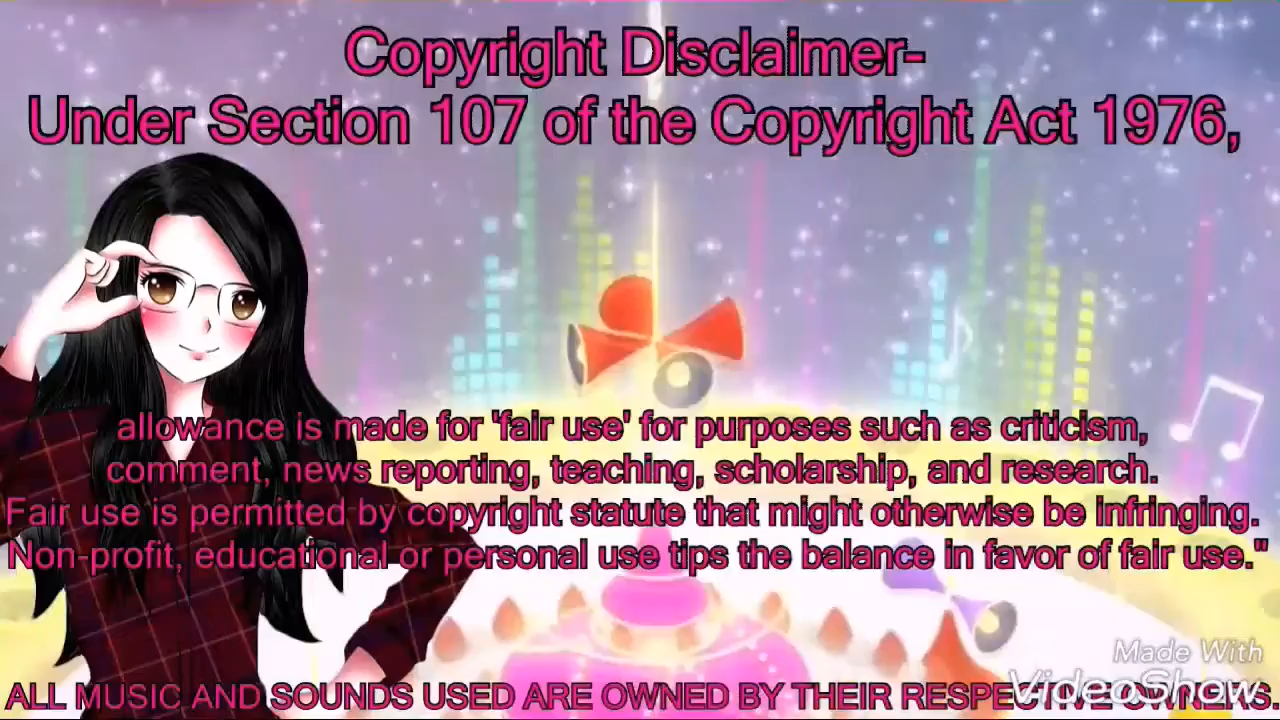 Copyright Disclaimer-
Under Section 107 of the Copyright Act 1976,
allowance is made for 'fair use' for purposes such as criticism,
comment, news reporting, teaching, scholarship, and research.
Fair use is permitted by copyright statute that might otherwise be infringing.
Non-profit, educational or personal use tips the balance in favor of fair use."
Made With
VideoShow
ALL MUSIC AND SOUNDS USED ARE OWNED BY THEIR RESPECTIVE OWNERS.